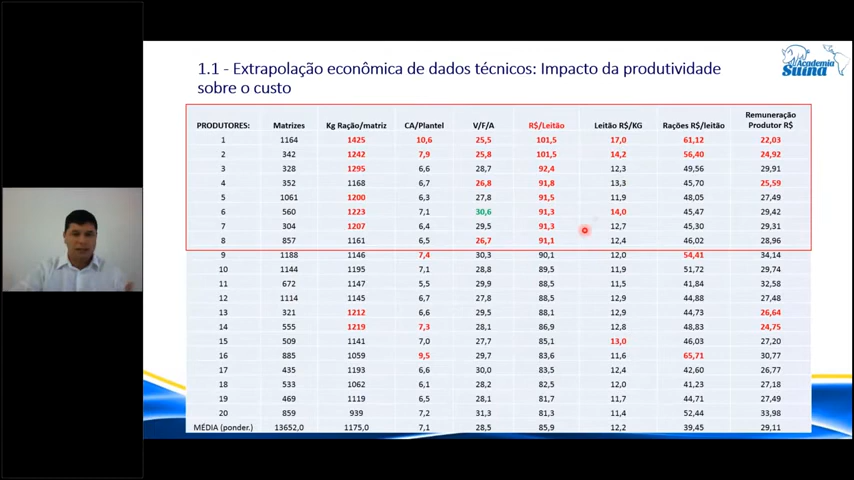 1.1 - Extrapolação econômica de dados técnicos: Impacto da produtividade
sobre o custo
Academia
Suína
PRODUTORES: Matrizes Kg Ração/matriz CA/Plantel V/F/A R$/Leitão Leitão R$/KG Rações R$/leitão Remuneração Produtor R$
1 1164 1425 10,6 25,5 101,5 17,0 61,12 22,03
2 342 1242 7,9 25,8 101,5 14,2 56,40 24,92
3 328 1295 6,6 28,7 92,4 12,3 49,56 29,91
4 352 1168 6,7 26,8 91,8 13,3 45,70 25,59
5 1061 1200 6,3 27,8 91,5 11,9 48,05 27,49
6 560 1223 7,1 30,6 91,3 14,0 45,47 29,42
7 304 1207 6,4 29,5 91,3 12,7 45,30 29,31
8 857 1161 6,5 26,7 91,1 12,4 46,02 28,96
9 1188 1146 7,4 30,3 90,1 12,0 54,41 34,14
10 1144 1195 7,1 28,8 89,5 11,9 51,72 29,74
11 672 1147 5,5 29,9 88,5 11,5 41,84 32,58
12 1114 1145 6,7 27,8 88,5 12,9 44,88 27,48
13 321 1212 6,6 29,5 88,1 12,9 44,73 26,64
14 555 1219 7,3 28,1 86,9 12,8 48,83 24,75
15 509 1141 7,0 27,7 85,1 13,0 46,03 27,20
16 885 1059 9,5 29,7 83,6 11,6 65,71 30,77
17 435 1193 6,6 30,0 83,5 12,4 42,60 26,77
18 533 1062 6,1 28,2 82,5 12,0 41,23 27,18
19 469 1119 6,5 28,1 81,7 11,7 44,71 27,49
20 859 939 7,2 31,3 81,3 11,4 52,44 33,98
MÉDIA (ponder.) 13652,0 1175,0 7,1 28,5 85,9 12,2 39,45 29,11